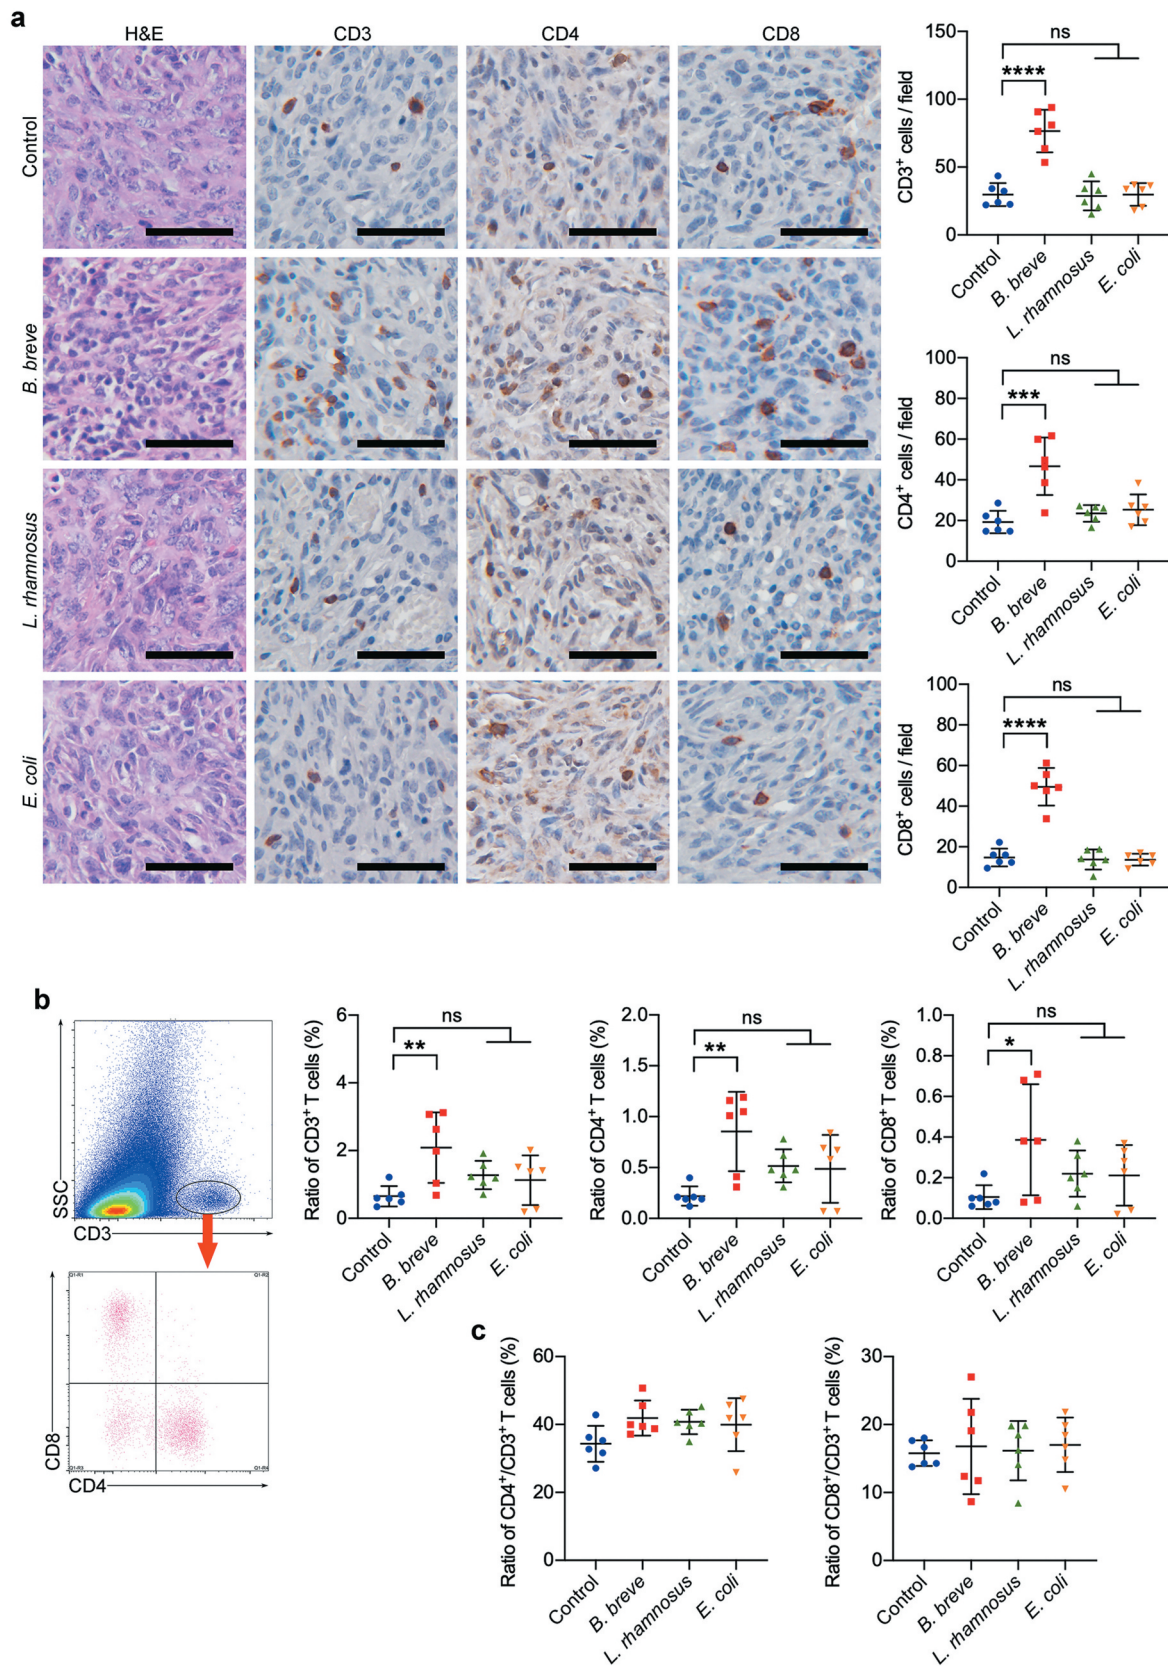 a
H&E CD3 CD4 CD8
Control
B. breve
L. rhamnosus
E. coli
CD3+ cells / field
150
100
50
0
ns
****
Control B. breve L. rhamnosus E. coli
CD4+ cells / field
100
80
60
40
20
0
ns
***
Control B. breve L. rhamnosus E. coli
CD8+ cells / field
100
80
60
40
20
0
ns
****
Control B. breve L. rhamnosus E. coli
b
SSC
CD3
CD8
CD4
Ratio of CD3+ T cells (%)
6
4
2
0
ns
**
Control B. breve L. rhamnosus E. coli
Ratio of CD4+ T cells (%)
2.0
1.5
1.0
0.5
0.0
ns
**
Control B. breve L. rhamnosus E. coli
Ratio of CD8+ T cells (%)
1.0
0.8
0.6
0.4
0.2
0.0
ns
*
Control B. breve L. rhamnosus E. coli
c
Ratio of CD4+/CD3+ T cells (%)
60
40
20
0
Control B. breve L. rhamnosus E. coli
Ratio of CD8+/CD3+ T cells (%)
30
20
10
0
Control B. breve L. rhamnosus E. coli